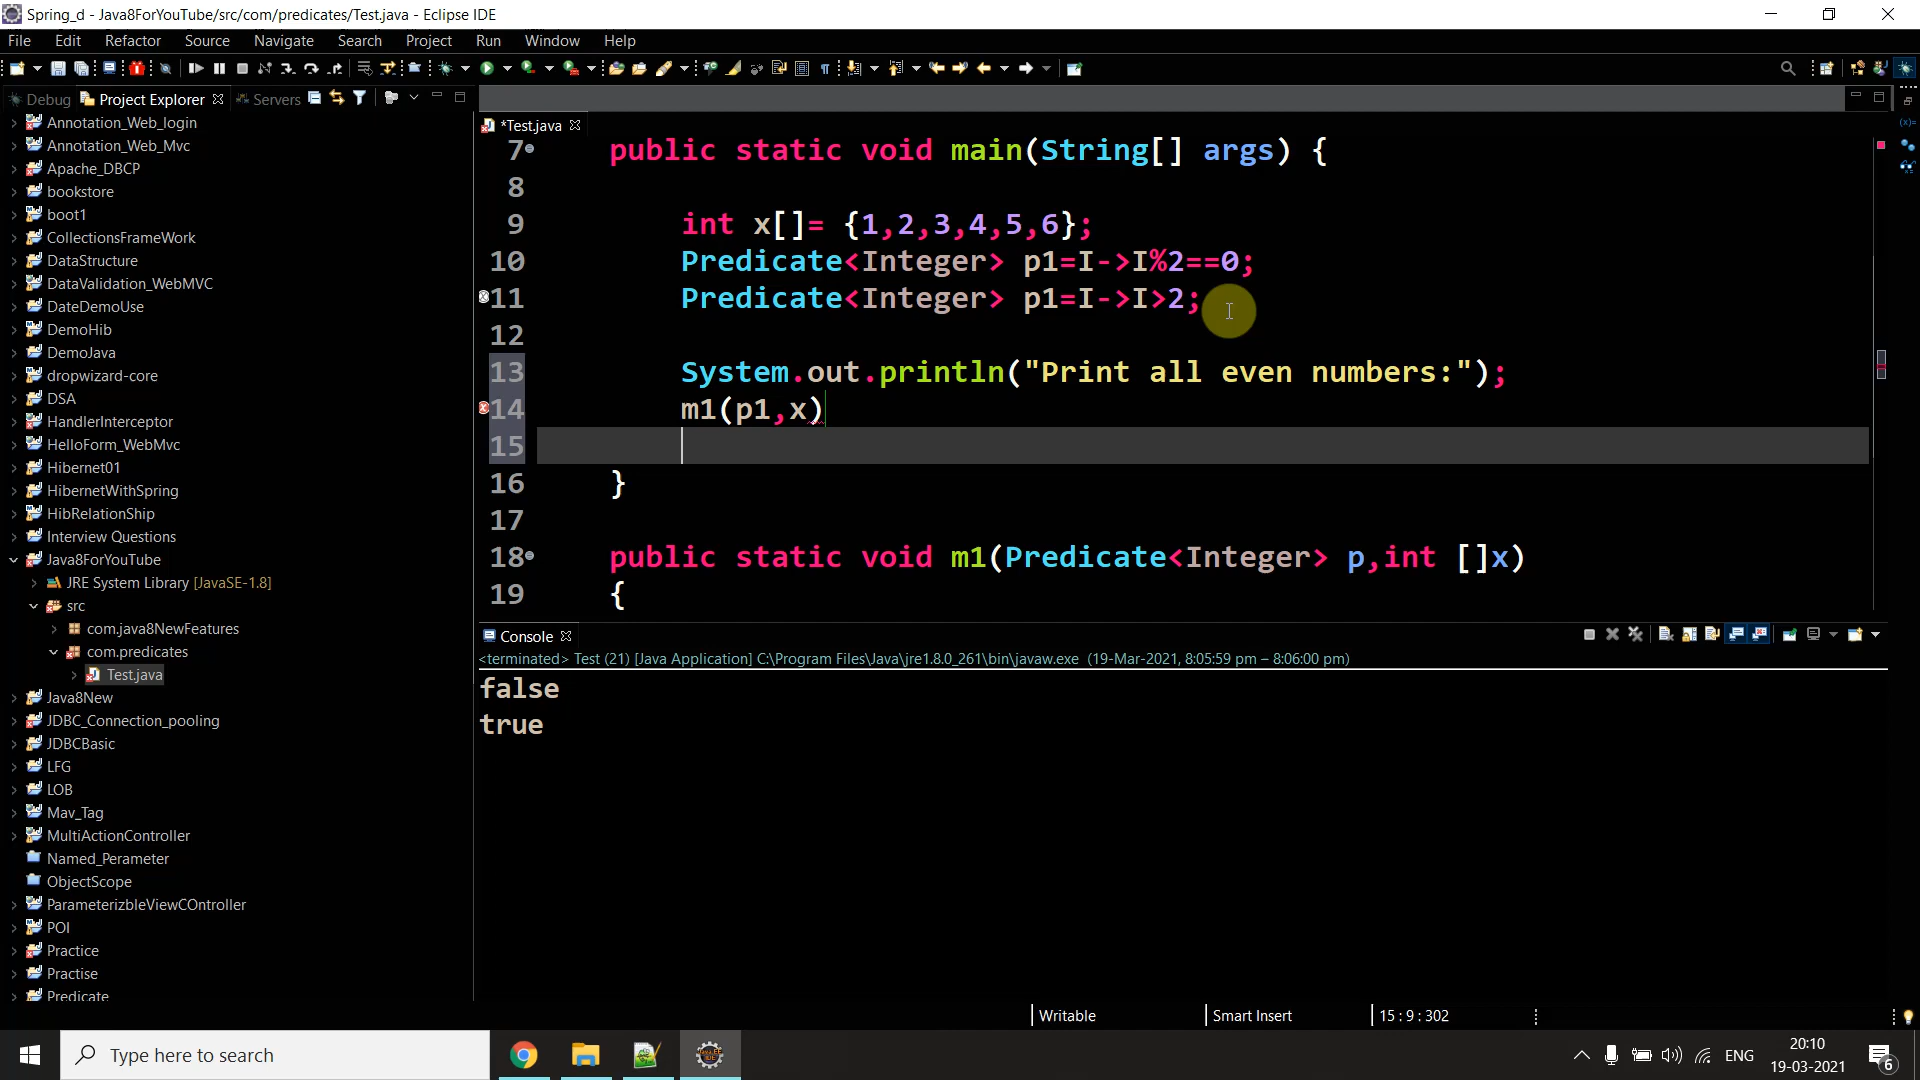 Spring_d - Java8ForYouTube/src/com/predicates/Test.java - Eclipse IDE
File Edit Refactor Source Navigate Search Project Run Window Help
Debug Project Explorer Servers
Annotation_Web_login
Annotation_Web_Mvc
Apache_DBCP
bookstore
boot1
CollectionsFrameWork
DataStructure
DataValidation_WebMVC
DateDemoUse
DemoHib
DemoJava
dropwizard-core
DSA
HandlerInterceptor
HelloForm_WebMvc
Hibernet01
HibernetWithSpring
HibRelationShip
Interview Questions
Java8ForYouTube
JRE System Library [JavaSE-1.8]
src
com.java8NewFeatures
com.predicates
Test.java
Java8New
JDBC_Connection_pooling
JDBCBasic
LFG
LOB
Mav_Tag
MultiActionController
Named_Perameter
ObjectScope
ParameterizbleViewCOntroller
POI
Practice
Practise
Predicate
*Test.java
7 public static void main(String[] args) {
8
9 int x[]= {1,2,3,4,5,6};
10 Predicate<Integer> p1=I->I%2==0;
11 Predicate<Integer> p1=I->I>2;
12
13 System.out.println("Print all even numbers:");
14 m1(p1,x)
15
16 }
17
18 public static void m1(Predicate<Integer> p,int []x)
19 {
Console
<terminated> Test (21) [Java Application] C:\Program Files\Java\jre1.8.0_261\bin\javaw.exe (19-Mar-2021, 8:05:59 pm – 8:06:00 pm)
false
true
Writable Smart Insert 15 : 9 : 302
Type here to search
ENG
20:10
19-03-2021
6